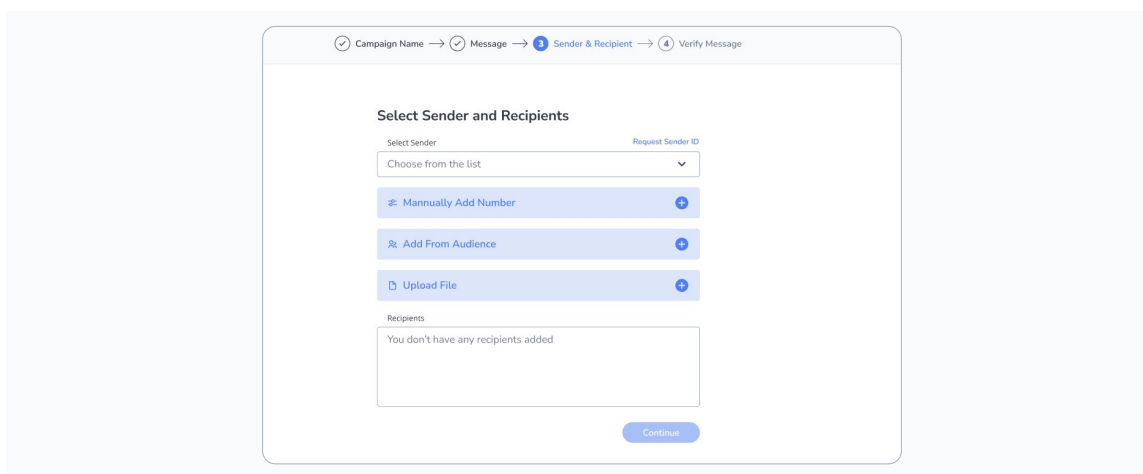 Campaign Name → Message → 3 Sender & Recipient → 4 Verify Message
Select Sender and Recipients
Select Sender Request Sender ID
Choose from the list
Mannually Add Number
Add From Audience
Upload File
Recipients
You don't have any recipients added
Continue